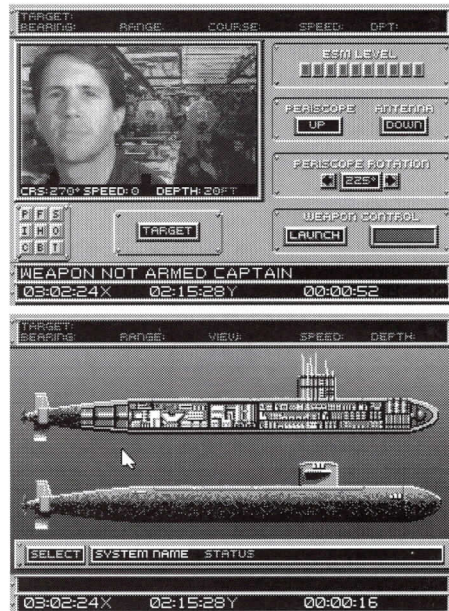 TARGET:
BEARING: RANGE: COURSE: SPEED: DPT:
ESM LEVEL
PERISCOPE ANTENNA
UP DOWN
PERISCOPE ROTATION
225°
CRS:270° SPEED:0 DEPTH:20FT
P F S
I H O
C B T
TARGET
WEAPON CONTROL
LAUNCH
WEAPON NOT ARMED CAPTAIN
03:02:24X 02:15:28Y 00:00:52
TARGET:
BEARING: RANGE: VIEW: SPEED: DEPTH:
SELECT SYSTEM NAME STATUS
03:02:24X 02:15:28Y 00:00:16